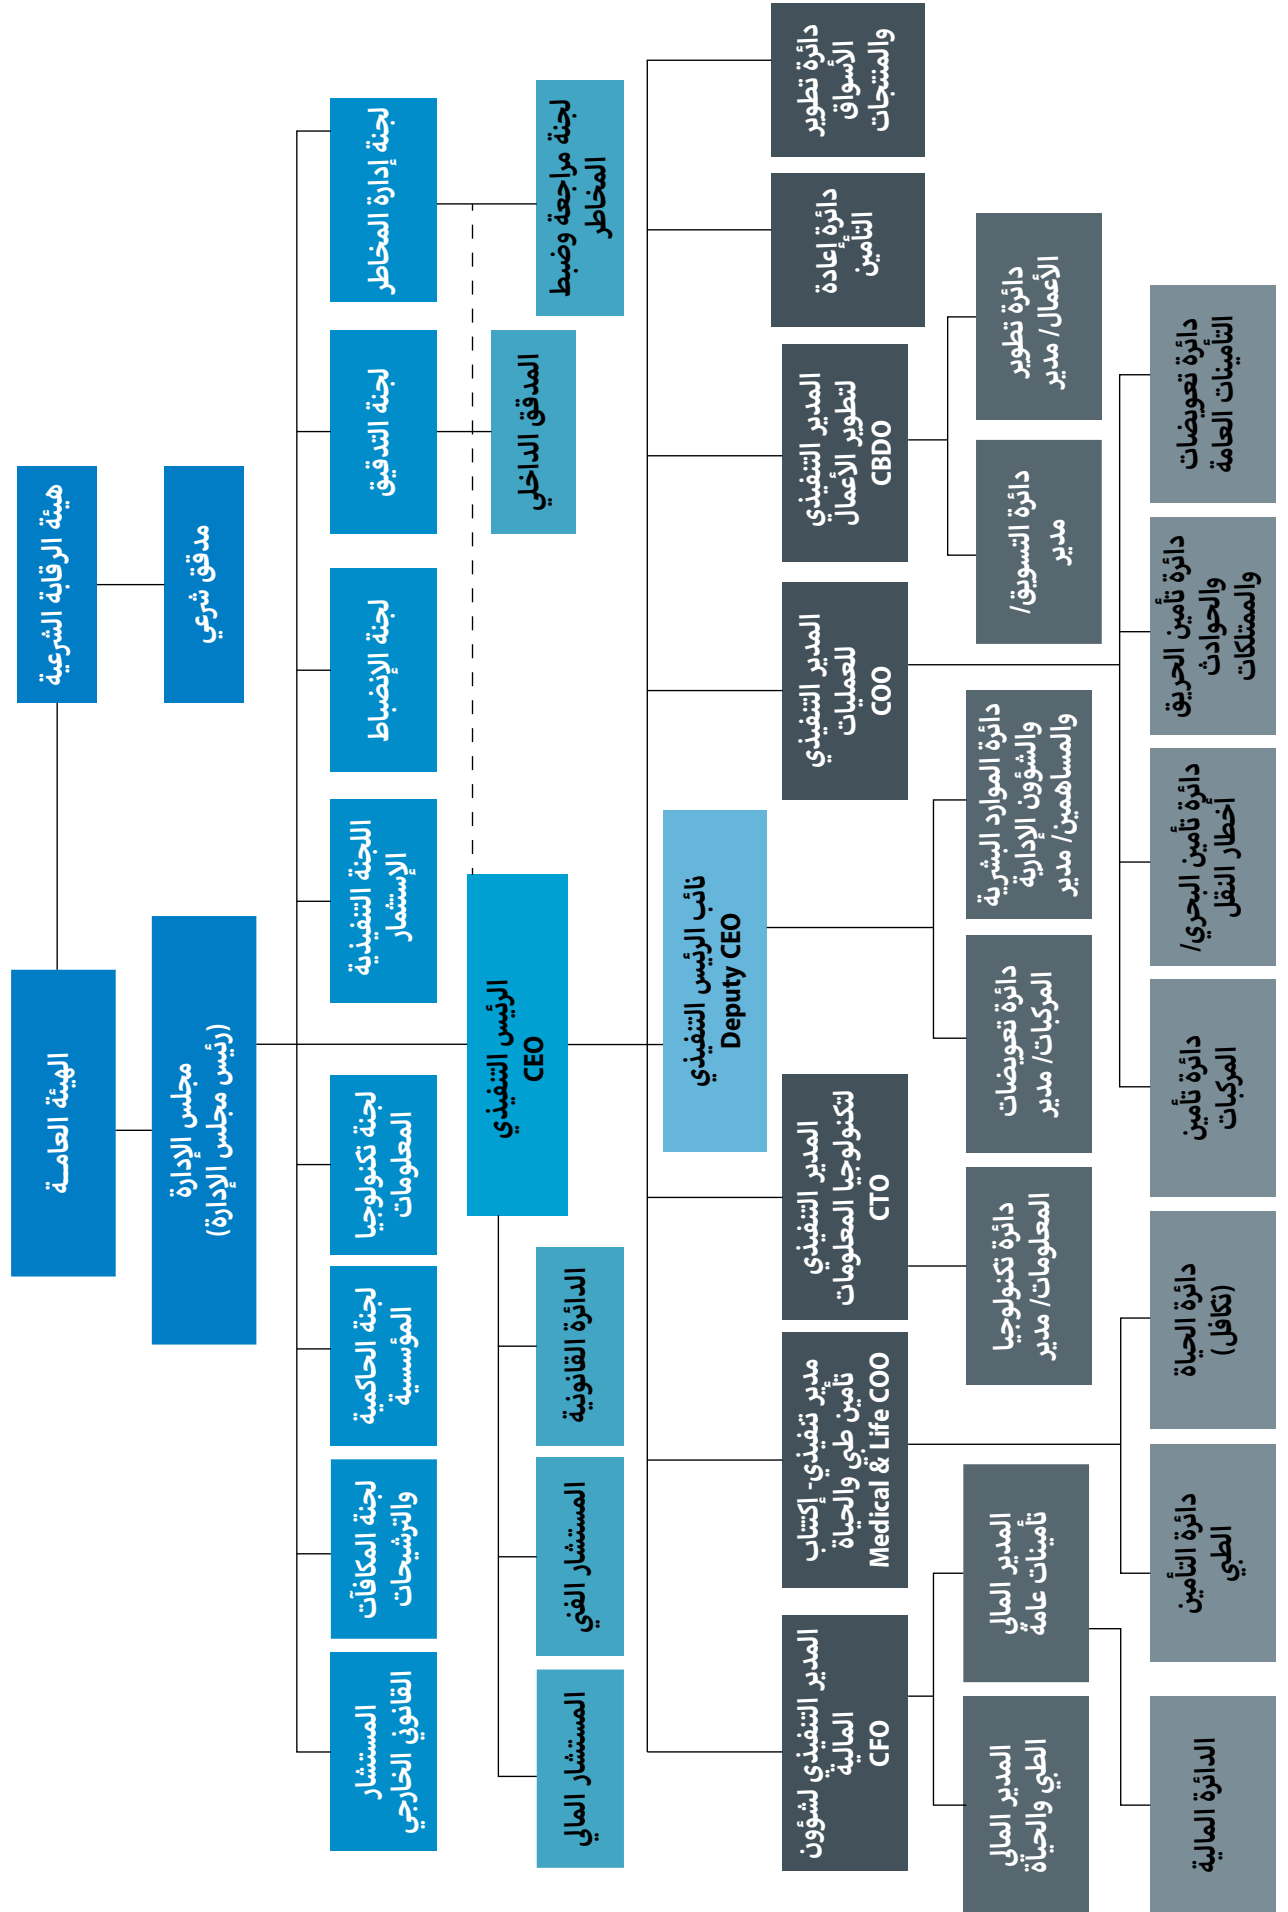 الهيئة العامــة
هيئة الرقابة الشرعية
مدقق شرعي
مجلس الإدارة
(رئيس مجلس الإدارة)
لجنة إدارة المخاطر
لجنة التدقيق
لجنة الإنضباط
اللجنة التنفيذية
الإستثمار
لجنة تكنولوجيا
المعلومات
لجنة الحاكمية
المؤسسية
لجنة المكافآت
والترشيحات
المستشار
القانوني الخارجي
لجنة مراجعة وضبط
المخاطر
المدقق الداخلي
الرئيس التنفيذي
CEO
الدائرة القانونية
المستشار الفني
المستشار المالي
نائب الرئيس التنفيذي
Deputy CEO
دائرة تطوير
الأسواق
والمنتجات
دائرة إعادة
التأمين
المدير التنفيذي
لتطوير الأعمال
CBDO
المدير التنفيذي
للعمليات
COO
المدير التنفيذي
لتكنولوجيا المعلومات
CTO
مدير تنفيذي- إكتتاب
تأمين طبي والحياة
Medical & Life COO
المدير التنفيذي لشؤون
المالية
CFO
دائرة تطوير
الأعمال/ مدير
دائرة التسويق/
مدير
دائرة الموارد البشرية
والشؤون الإدارية
والمساهمين/ مدير
دائرة تعويضات
المركبات/ مدير
دائرة تكنولوجيا
المعلومات/ مدير
المدير المالي
تأمينات عامة
المدير المالي
الطبي والحياة
دائرة تعويضات
التأمينات العامة
دائرة تأمين الحريق
والحوادث
والممتلكات
دائرة تأمين البحري/
أخطار النقل
دائرة تأمين
المركبات
دائرة الحياة
(تكافل)
دائرة التأمين
الطبي
الدائرة المالية